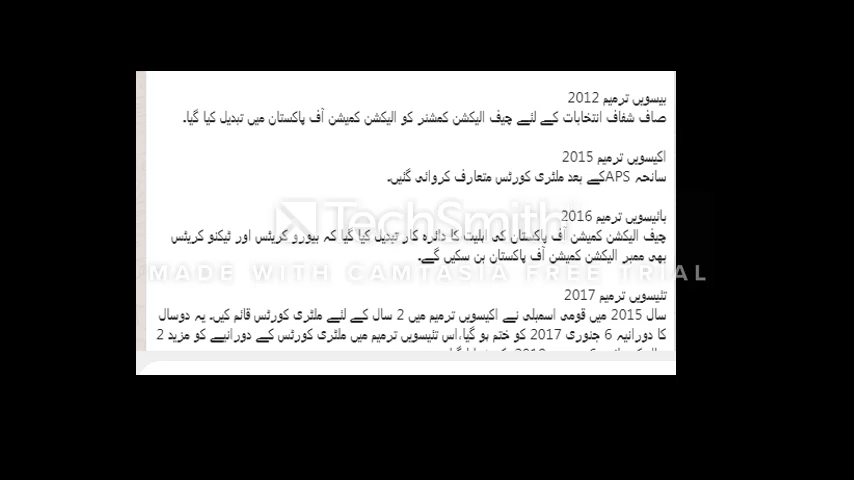 بیسویں ترمیم 2012
صاف شفاف انتخابات کے لئے چیف الیکشن کمشنر کو الیکشن کمیشن آف پاکستان میں تبدیل کیا گیا۔
اکیسویں ترمیم 2015
سانحہ APSکے بعد ملٹری کورٹس متعارف کروائی گئیں۔
بائیسویں ترمیم 2016
چیف الیکشن کمیشن آف پاکستان کی اہلیت کا دائرہ کار تبدیل کیا گیا کہ بیورو کریٹس اور ٹیکنو کریٹس
بھی ممبر الیکشن کمیشن آف پاکستان بن سکیں گے۔
TechSmith
MADE WITH CAMTASIA FREE TRIAL
تئیسویں ترمیم 2017
سال 2015 میں قومی اسمبلی نے اکیسویں ترمیم میں 2 سال کے لئے ملٹری کورٹس قائم کیں۔ یہ دوسال
کا دورانیہ 6 جنوری 2017 کو ختم ہو گیا،اس تئیسویں ترمیم میں ملٹری کورٹس کے دورانیے کو مزید 2